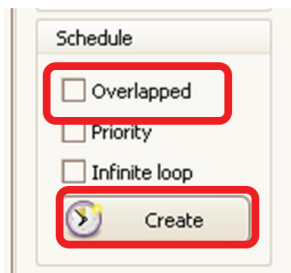 Schedule
Overlapped
Priority
Infinite loop
Create